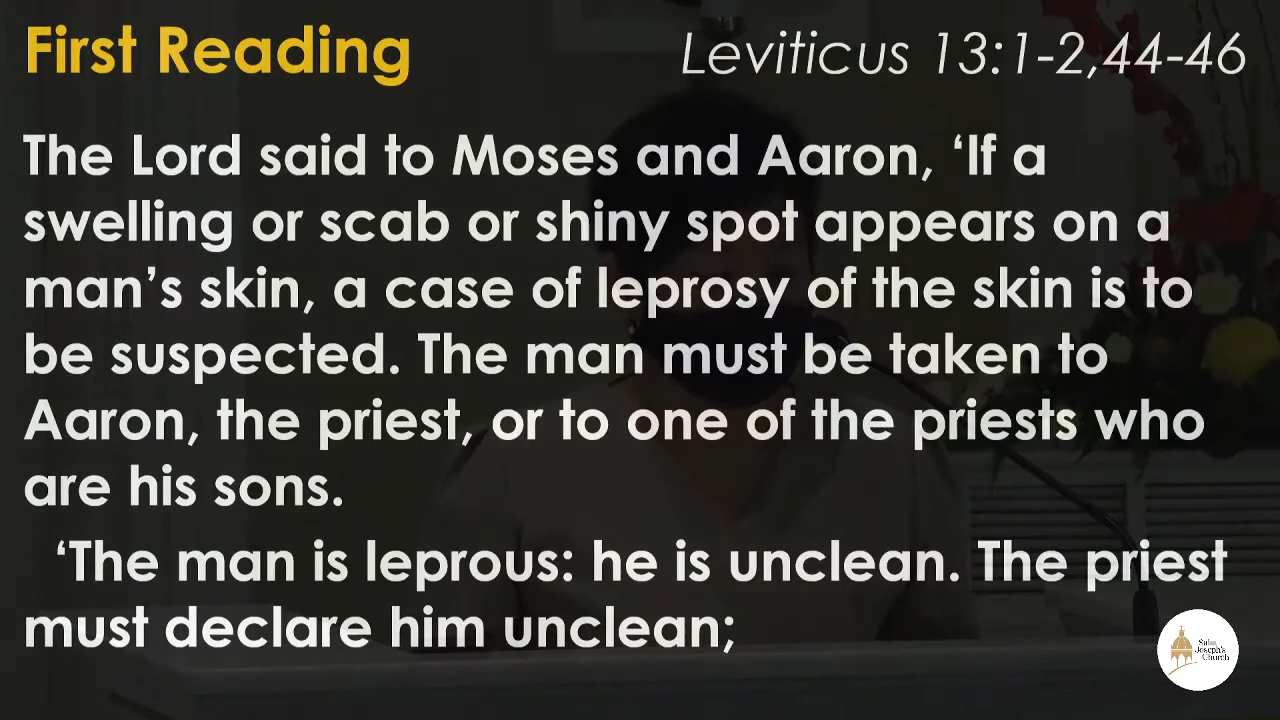 First Reading
Leviticus 13:1-2,44-46
The Lord said to Moses and Aaron, ‘If a
swelling or scab or shiny spot appears on a
man’s skin, a case of leprosy of the skin is to
be suspected. The man must be taken to
Aaron, the priest, or to one of the priests who
are his sons.
‘The man is leprous: he is unclean. The priest
must declare him unclean;
Saint
Joseph's
Church